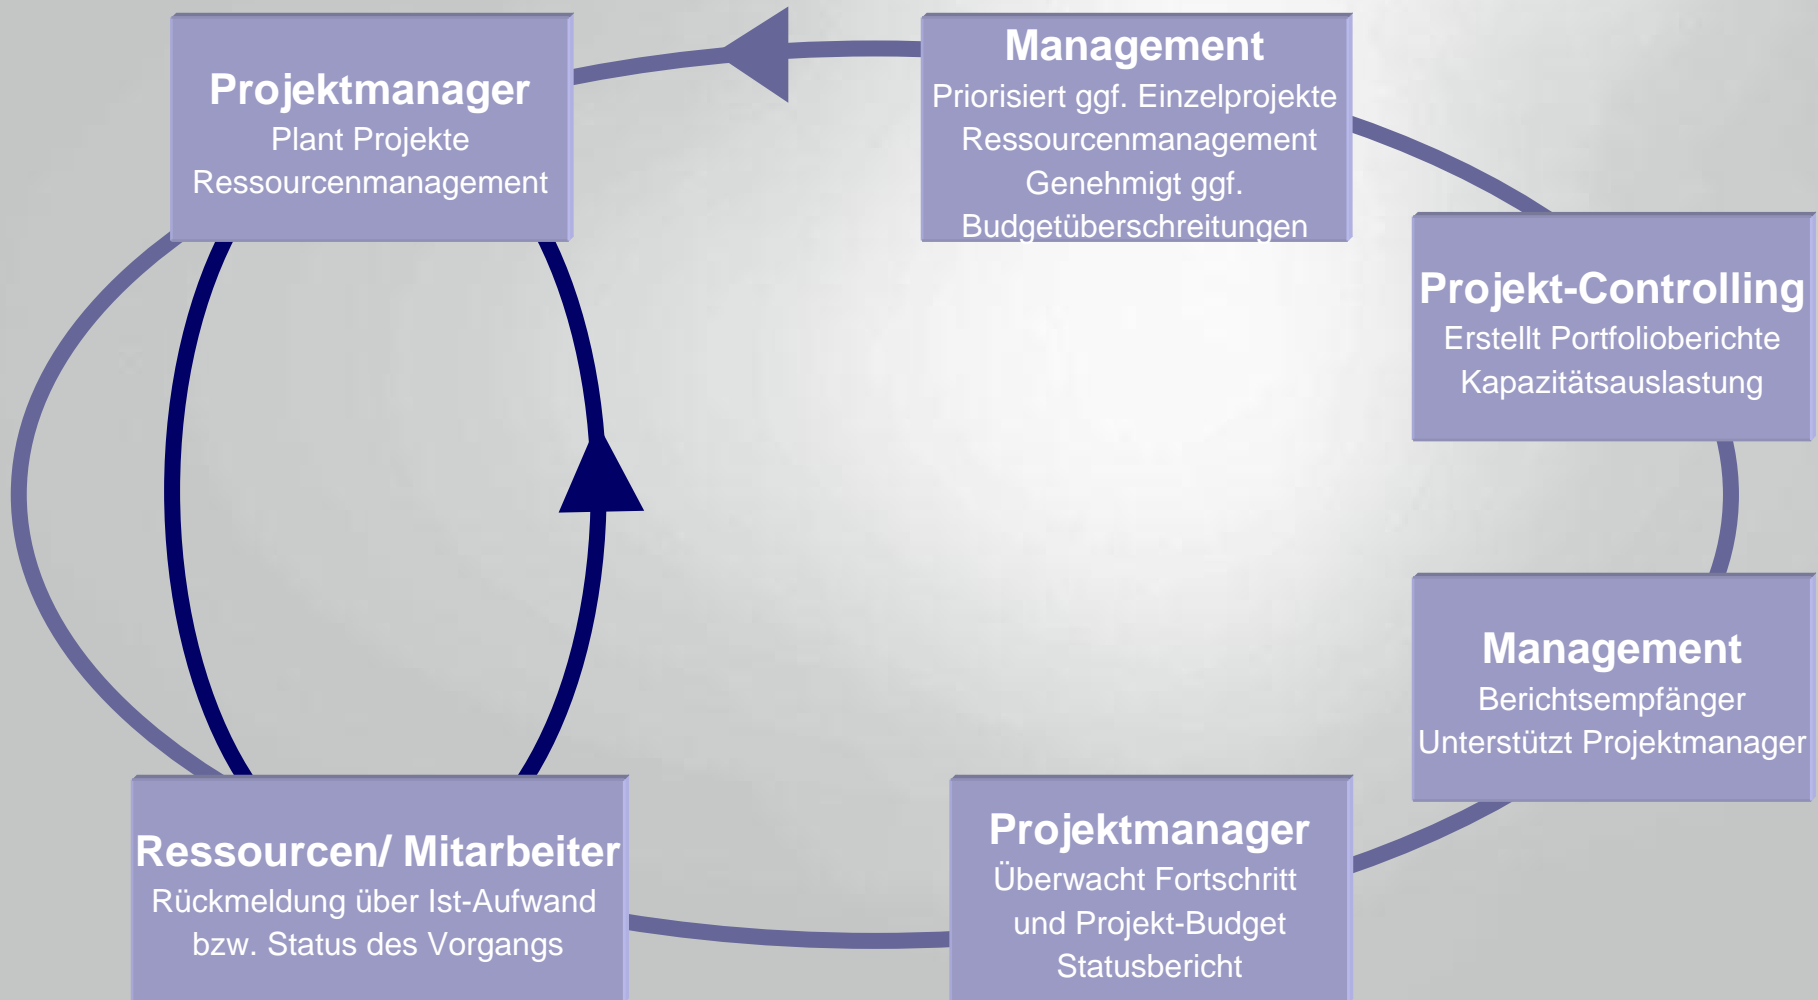 Projektmanager
Plant Projekte
Ressourcenmanagement
Management
Priorisiert ggf. Einzelprojekte
Ressourcenmanagement
Genehmigt ggf.
Budgetüberschreitungen
Projekt-Controlling
Erstellt Portfolioberichte
Kapazitätsauslastung
Management
Berichtsempfänger
Unterstützt Projektmanager
Projektmanager
Überwacht Fortschritt
und Projekt-Budget
Statusbericht
Ressourcen/ Mitarbeiter
Rückmeldung über Ist-Aufwand
bzw. Status des Vorgangs